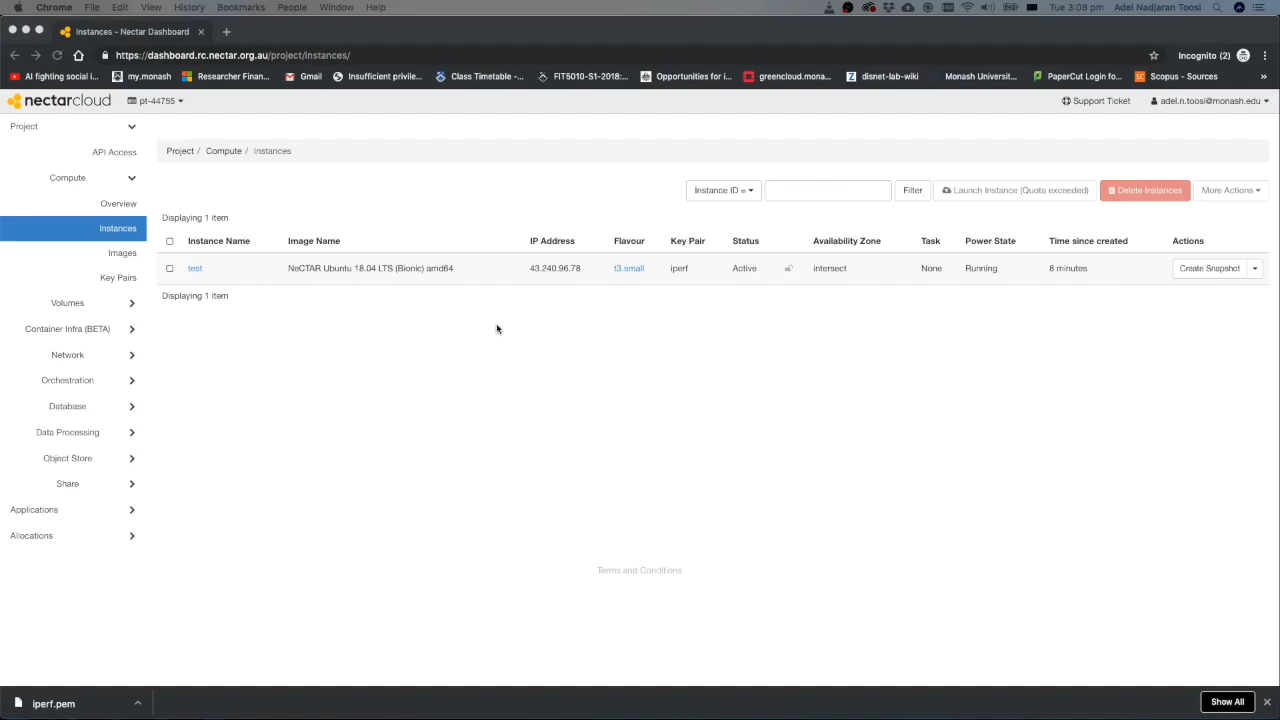 Chrome File Edit View History Bookmarks People Window Help Tue 3:08 pm Adel Nadjaran Toosi
Instances - Nectar Dashboard
https://dashboard.rc.nectar.org.au/project/instances/ Incognito (2)
AI fighting social i... my.monash Researcher Finan... Gmail Insufficient privile... Class Timetable -... FIT5010-S1-2018:... Opportunities for i... greencloud.mona... disnet-lab-wiki Monash Universit... PaperCut Login fo... Scopus - Sources »
nectarcloud pt-44755 Support Ticket adel.n.toosi@monash.edu
Project
API Access
Compute
Overview
Instances
Images
Key Pairs
Volumes
Container Infra (BETA)
Network
Orchestration
Database
Data Processing
Object Store
Share
Applications
Allocations
Project / Compute / Instances
Instance ID = Filter Launch Instance (Quota exceeded) Delete Instances More Actions
Displaying 1 item
Instance Name Image Name IP Address Flavour Key Pair Status Availability Zone Task Power State Time since created Actions
test NeCTAR Ubuntu 18.04 LTS (Bionic) amd64 43.240.96.78 t3.small iperf Active intersect None Running 8 minutes Create Snapshot
Displaying 1 item
Terms and Conditions
iperf.pem Show All